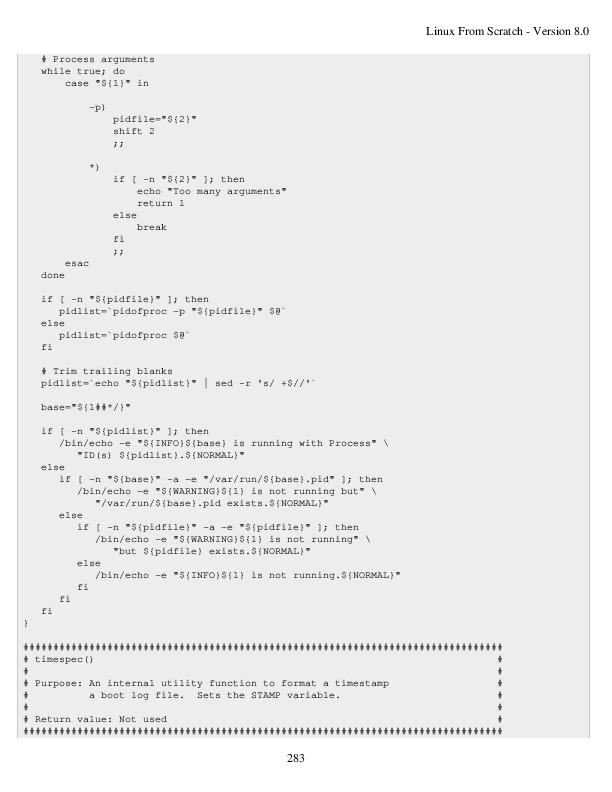 Linux From Scratch - Version 8.0
# Process arguments
while true; do
case "${1}" in
-p)
pidfile="${2}"
shift 2
;;
*)
if [ -n "${2}" ]; then
echo "Too many arguments"
return 1
else
break
fi
;;
esac
done
if [ -n "${pidfile}" ]; then
pidlist=`pidofproc -p "${pidfile}" $@`
else
pidlist=`pidofproc $@`
fi
# Trim trailing blanks
pidlist=`echo "${pidlist}" | sed -r 's/ +$//'`
base="${1##*/}"
if [ -n "${pidlist}" ]; then
/bin/echo -e "${INFO}${base} is running with Process" \
"ID(s) ${pidlist}.${NORMAL}"
else
if [ -n "${base}" -a -e "/var/run/${base}.pid" ]; then
/bin/echo -e "${WARNING}${1} is not running but" \
"/var/run/${base}.pid exists.${NORMAL}"
else
if [ -n "${pidfile}" -a -e "${pidfile}" ]; then
/bin/echo -e "${WARNING}${1} is not running" \
"but ${pidfile} exists.${NORMAL}"
else
/bin/echo -e "${INFO}${1} is not running.${NORMAL}"
fi
fi
fi
}
################################################################################
# timespec() #
# #
# Purpose: An internal utility function to format a timestamp #
# a boot log file. Sets the STAMP variable. #
# #
# Return value: Not used #
################################################################################
283